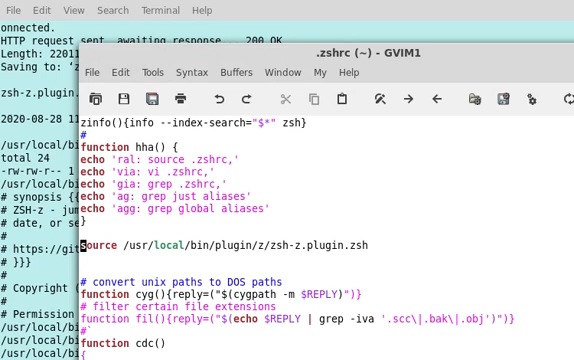 File Edit View Search Terminal Help
onnected.
HTTP request sent, awaiting response... 200 OK
Length: 22011
Saving to: ‘z
zsh-z.plugin.
2020-08-28 11
/usr/local/bi
total 24
-rw-rw-r-- 1
/usr/local/bi
# synopsis {{
# ZSH-z - jum
# date, or se
#
# https://git
# }}}
#
# Copyright (
#
# Permission
/usr/local/bi
/usr/local/bi
/usr/local/bi
.zshrc (~) - GVIM1
File Edit Tools Syntax Buffers Window My Help
zinfo(){info --index-search="$*" zsh}
#
function hha() {
echo 'ral: source .zshrc,'
echo 'via: vi .zshrc,'
echo 'gia: grep .zshrc,'
echo 'ag: grep just aliases'
echo 'agg: grep global aliases'
}
source /usr/local/bin/plugin/z/zsh-z.plugin.zsh
# convert unix paths to DOS paths
function cyg(){reply=("$(cygpath -m $REPLY)")}
# filter certain file extensions
function fil(){reply=("$(echo $REPLY | grep -iva '.scc\|.bak\|.obj')")}
#`
function cdc()
{